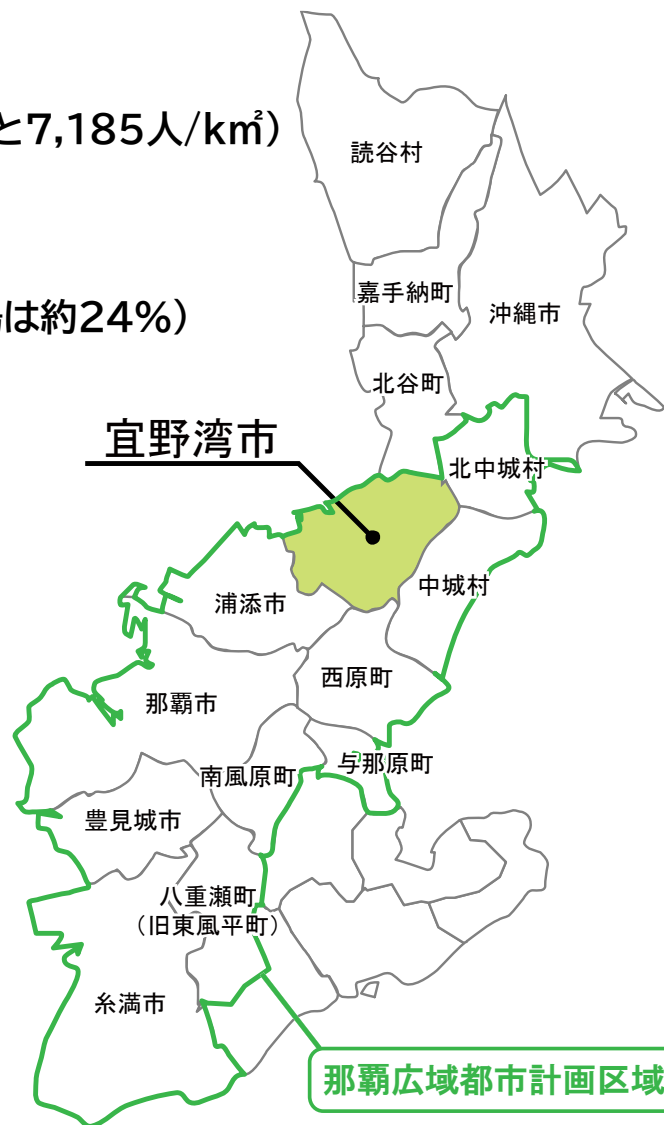 と7,185人/k㎡)
読谷村
は約24%)
嘉手納町
沖縄市
北谷町
宜野湾市
北中城村
中城村
浦添市
西原町
那覇市
与那原町
南風原町
豊見城市
八重瀬町
(旧東風平町)
糸満市
那覇広域都市計画区域